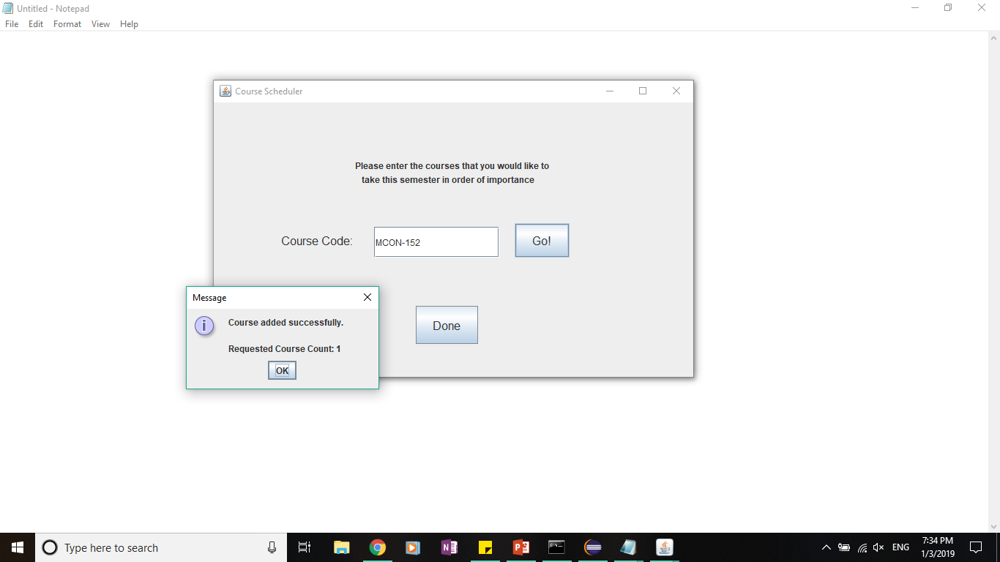 Untitled - Notepad
File Edit Format View Help
Course Scheduler
Please enter the courses that you would like to
take this semester in order of importance
Course Code:
MCON-152
Go!
Message
Course added successfully.
Requested Course Count: 1
OK
Done
Type here to search
ENG
7:34 PM
1/3/2019